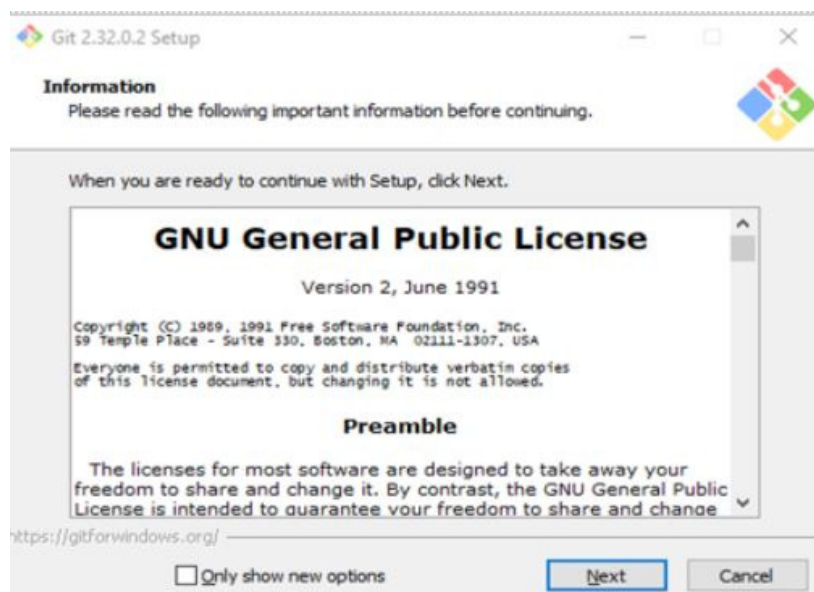 Git 2.32.0.2 Setup
Information
Please read the following important information before continuing.
When you are ready to continue with Setup, click Next.
GNU General Public License
Version 2, June 1991
Copyright (C) 1989, 1991 Free Software Foundation, Inc.
59 Temple Place - Suite 330, Boston, MA 02111-1307, USA
Everyone is permitted to copy and distribute verbatim copies
of this license document, but changing it is not allowed.
Preamble
The licenses for most software are designed to take away your
freedom to share and change it. By contrast, the GNU General Public
License is intended to guarantee your freedom to share and change
https://gitforwindows.org/
Only show new options
Next
Cancel